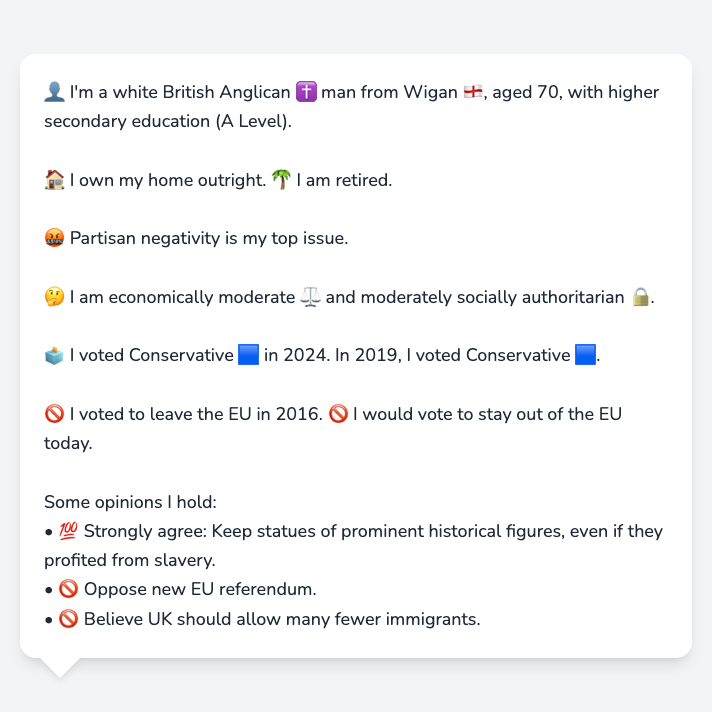 👤 I'm a white British Anglican ✝️ man from Wigan 🏴󠁧󠁢󠁥󠁮󠁧󠁿, aged 70, with higher
secondary education (A Level).
🏠 I own my home outright. 🌴 I am retired.
🤬 Partisan negativity is my top issue.
🤔 I am economically moderate ⚖️ and moderately socially authoritarian 🔒.
🗳️ I voted Conservative 🟦 in 2024. In 2019, I voted Conservative 🟦.
🚫 I voted to leave the EU in 2016. 🚫 I would vote to stay out of the EU
today.
Some opinions I hold:
• 💯 Strongly agree: Keep statues of prominent historical figures, even if they
profited from slavery.
• 🚫 Oppose new EU referendum.
• 🚫 Believe UK should allow many fewer immigrants.